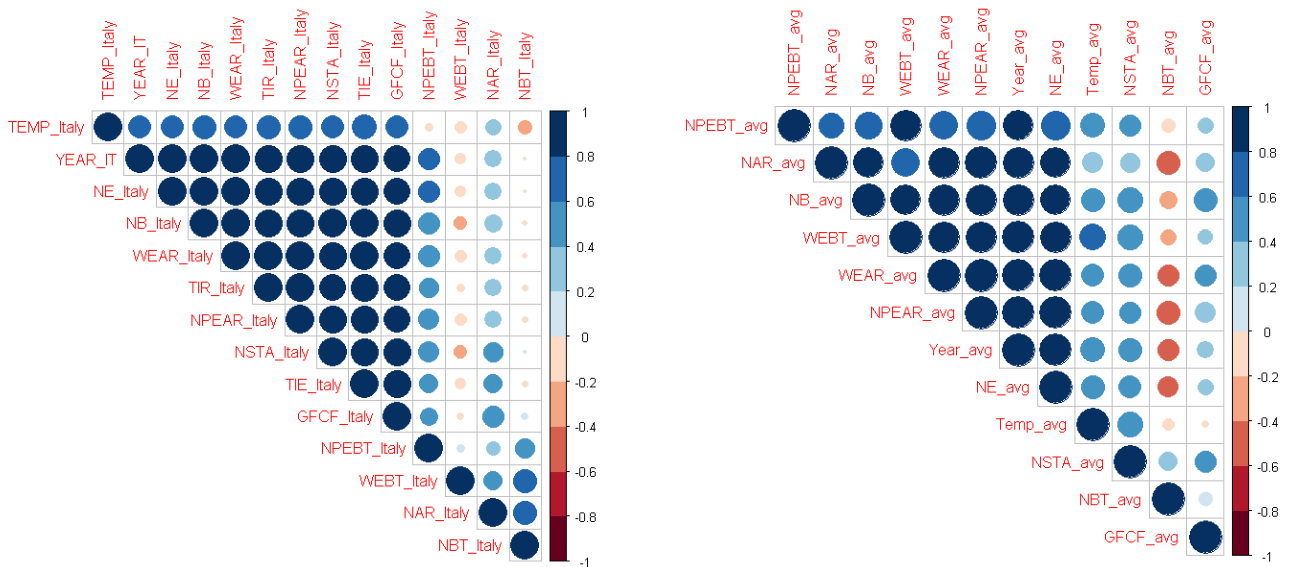 TEMP_Italy
YEAR_IT
NE_Italy
NB_Italy
WEAR_Italy
TIR_Italy
NPEAR_Italy
NSTA_Italy
TIE_Italy
GFCF_Italy
NPEBT_Italy
WEBT_Italy
NAR_Italy
NBT_Italy
TEMP_Italy
YEAR_IT
NE_Italy
NB_Italy
WEAR_Italy
TIR_Italy
NPEAR_Italy
NSTA_Italy
TIE_Italy
GFCF_Italy
NPEBT_Italy
WEBT_Italy
NAR_Italy
NBT_Italy
1
0.8
0.6
0.4
0.2
0
-0.2
-0.4
-0.6
-0.8
-1
NPEBT_avg
NAR_avg
NB_avg
WEBT_avg
WEAR_avg
NPEAR_avg
Year_avg
NE_avg
Temp_avg
NSTA_avg
NBT_avg
GFCF_avg
NPEBT_avg
NAR_avg
NB_avg
WEBT_avg
WEAR_avg
NPEAR_avg
Year_avg
NE_avg
Temp_avg
NSTA_avg
NBT_avg
GFCF_avg
1
0.8
0.6
0.4
0.2
0
-0.2
-0.4
-0.6
-0.8
-1